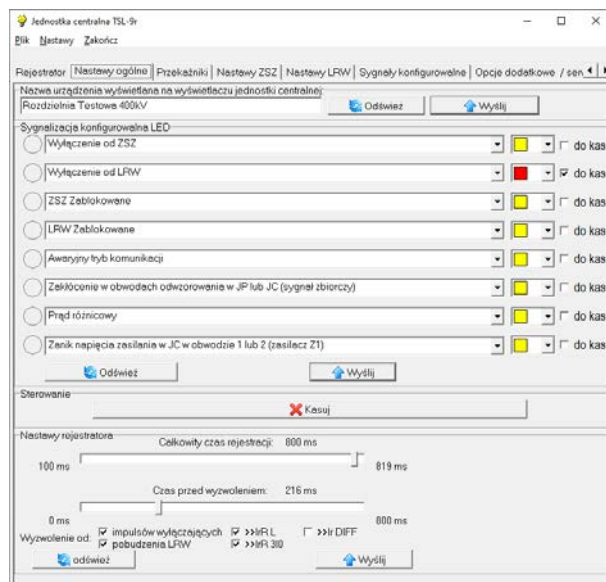 Jednostka centralna TSL-9r
Plik Nastawy Zakończ
Rejestrator Nastawy ogólne Przekaźniki Nastawy ZSZ Nastawy LRW Sygnały konfigurowalne Opcje dodatkowe / sen
Nazwa urządzenia wyświetlana na wyświetlaczu jednostki centralnej:
Rozdzielnia Testowa 400kV Odśwież Wyślij
Sygnalizacja konfigurowalna LED
Wyłączenie od ZSZ do kas
Wyłączenie od LRW do kas
ZSZ Zablokowane do kas
LRW Zablokowane do kas
Awaryjny tryb komunikacji do kas
Zakłócenie w obwodach odwzorowania w JP lub JC (sygnał zbiorczy) do kas
Prąd różnicowy do kas
Zanik napięcia zasilania w JC w obwodzie 1 lub 2 (zasilacz Z1) do kas
Odśwież Wyślij
Sterowanie
Kasuj
Nastawy rejestratora
Całkowity czas rejestracji: 800 ms
100 ms 819 ms
Czas przed wyzwoleniem: 216 ms
0 ms 800 ms
Wyzwolenie od: impulsów wyłączających >>IrR L >>Ir DIFF
pobudzenia LRW >>IrR 3I0
odśwież Wyślij